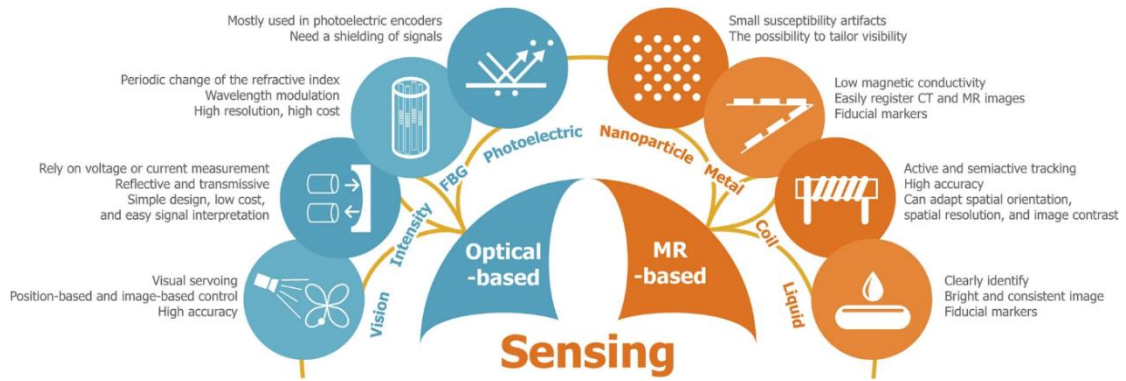 Mostly used in photoelectric encoders
Need a shielding of signals
Periodic change of the refractive index
Wavelength modulation
High resolution, high cost
Rely on voltage or current measurement
Reflective and transmissive
Simple design, low cost,
and easy signal interpretation
Visual servoing
Position-based and image-based control
High accuracy
Vision
Intensity
FBG
Photoelectric
Optical
-based
Small susceptibility artifacts
The possibility to tailor visibility
Low magnetic conductivity
Easily register CT and MR images
Fiducial markers
Active and semiactive tracking
High accuracy
Can adapt spatial orientation,
spatial resolution, and image contrast
Clearly identify
Bright and consistent image
Fiducial markers
Nanoparticle
Metal
Coil
Liquid
MR
-based
Sensing